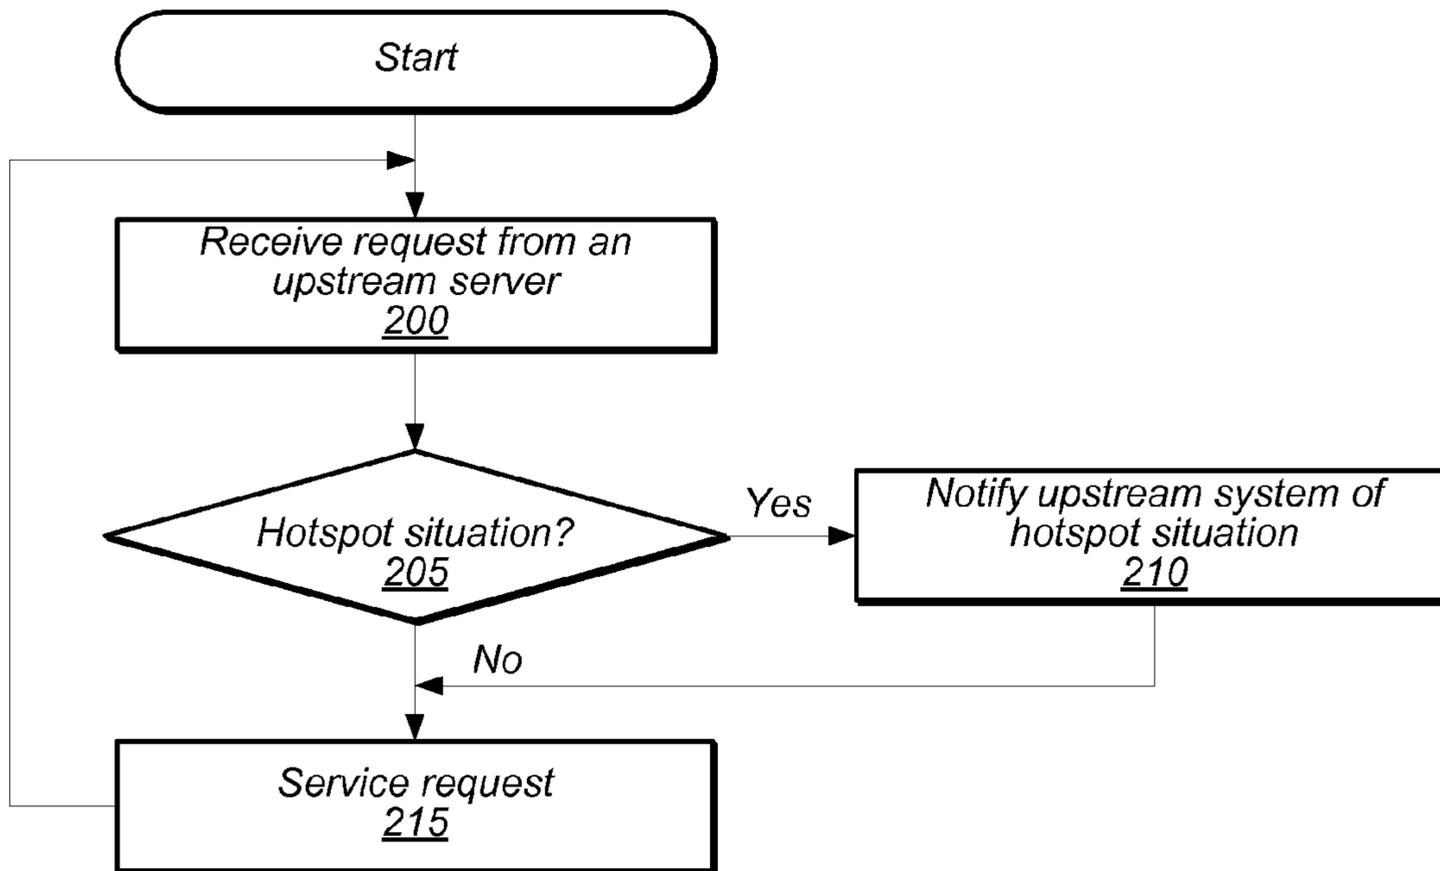 Start
Receive request from an
upstream server
200
Hotspot situation?
205
Yes
Notify upstream system of
hotspot situation
210
No
Service request
215